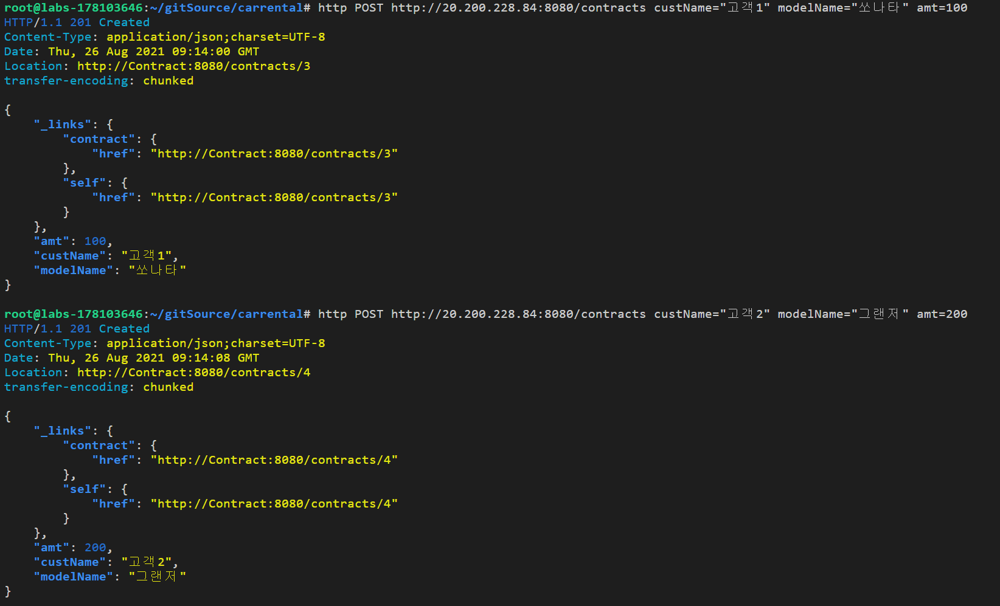 root@labs-178103646:~/gitSource/carrental# http POST http://20.200.228.84:8080/contracts custName="고객1" modelName="쏘나타" amt=100
HTTP/1.1 201 Created
Content-Type: application/json;charset=UTF-8
Date: Thu, 26 Aug 2021 09:14:00 GMT
Location: http://Contract:8080/contracts/3
transfer-encoding: chunked

{
    "_links": {
        "contract": {
            "href": "http://Contract:8080/contracts/3"
        },
        "self": {
            "href": "http://Contract:8080/contracts/3"
        }
    },
    "amt": 100,
    "custName": "고객1",
    "modelName": "쏘나타"
}

root@labs-178103646:~/gitSource/carrental# http POST http://20.200.228.84:8080/contracts custName="고객2" modelName="그랜저" amt=200
HTTP/1.1 201 Created
Content-Type: application/json;charset=UTF-8
Date: Thu, 26 Aug 2021 09:14:08 GMT
Location: http://Contract:8080/contracts/4
transfer-encoding: chunked

{
    "_links": {
        "contract": {
            "href": "http://Contract:8080/contracts/4"
        },
        "self": {
            "href": "http://Contract:8080/contracts/4"
        }
    },
    "amt": 200,
    "custName": "고객2",
    "modelName": "그랜저"
}